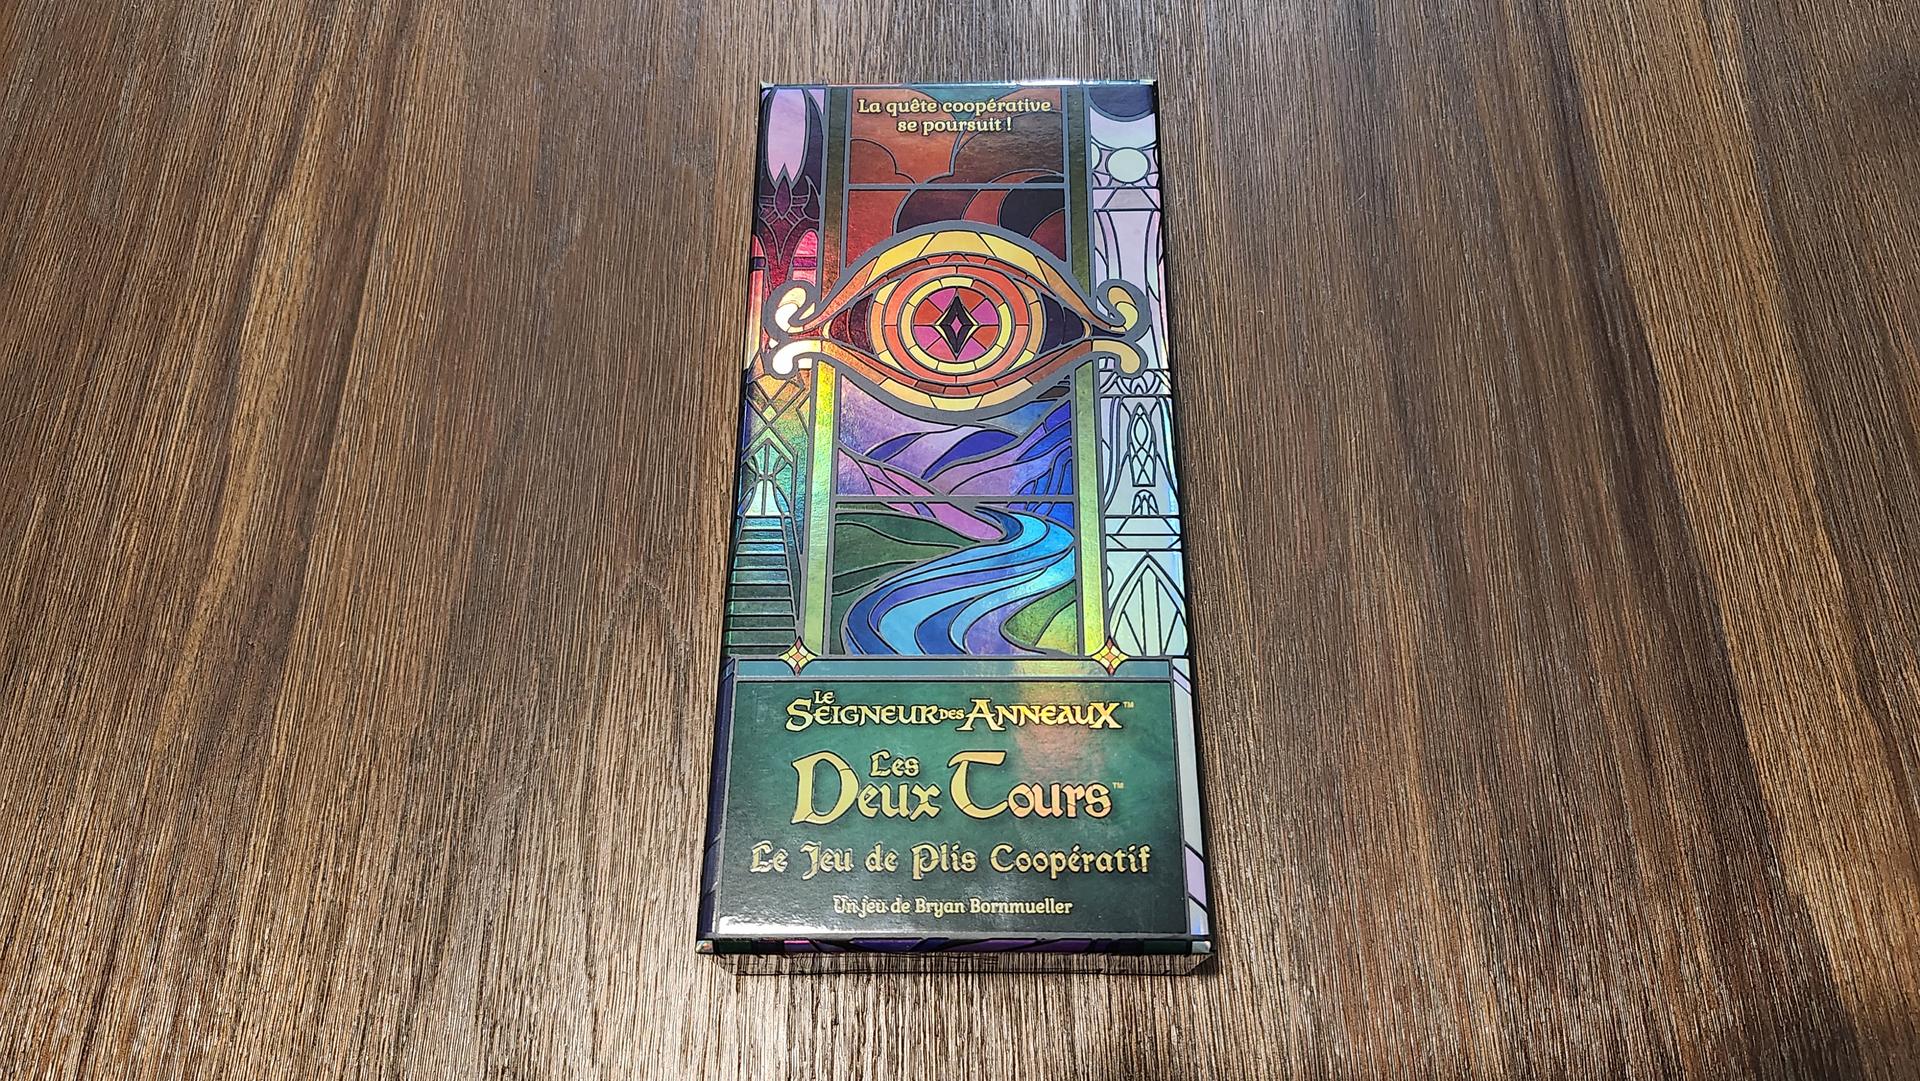 La quête coopérative
se poursuit !
Le
Seigneur des Anneaux™
Les
Deux Tours™
Le Jeu de Plis Coopératif
Un jeu de Bryan Bornmueller